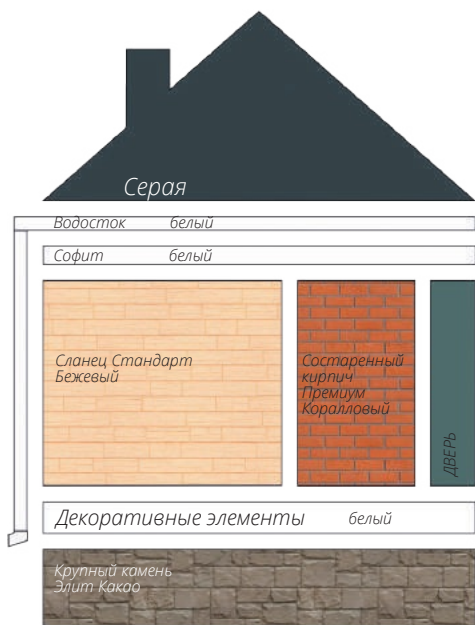 Серая
Водосток белый
Софит белый
Сланец Стандарт
Бежевый
Состаренный
кирпич
Премиум
Коралловый
ДВЕРЬ
Декоративные элементы белый
Крупный камень
Элит Какао